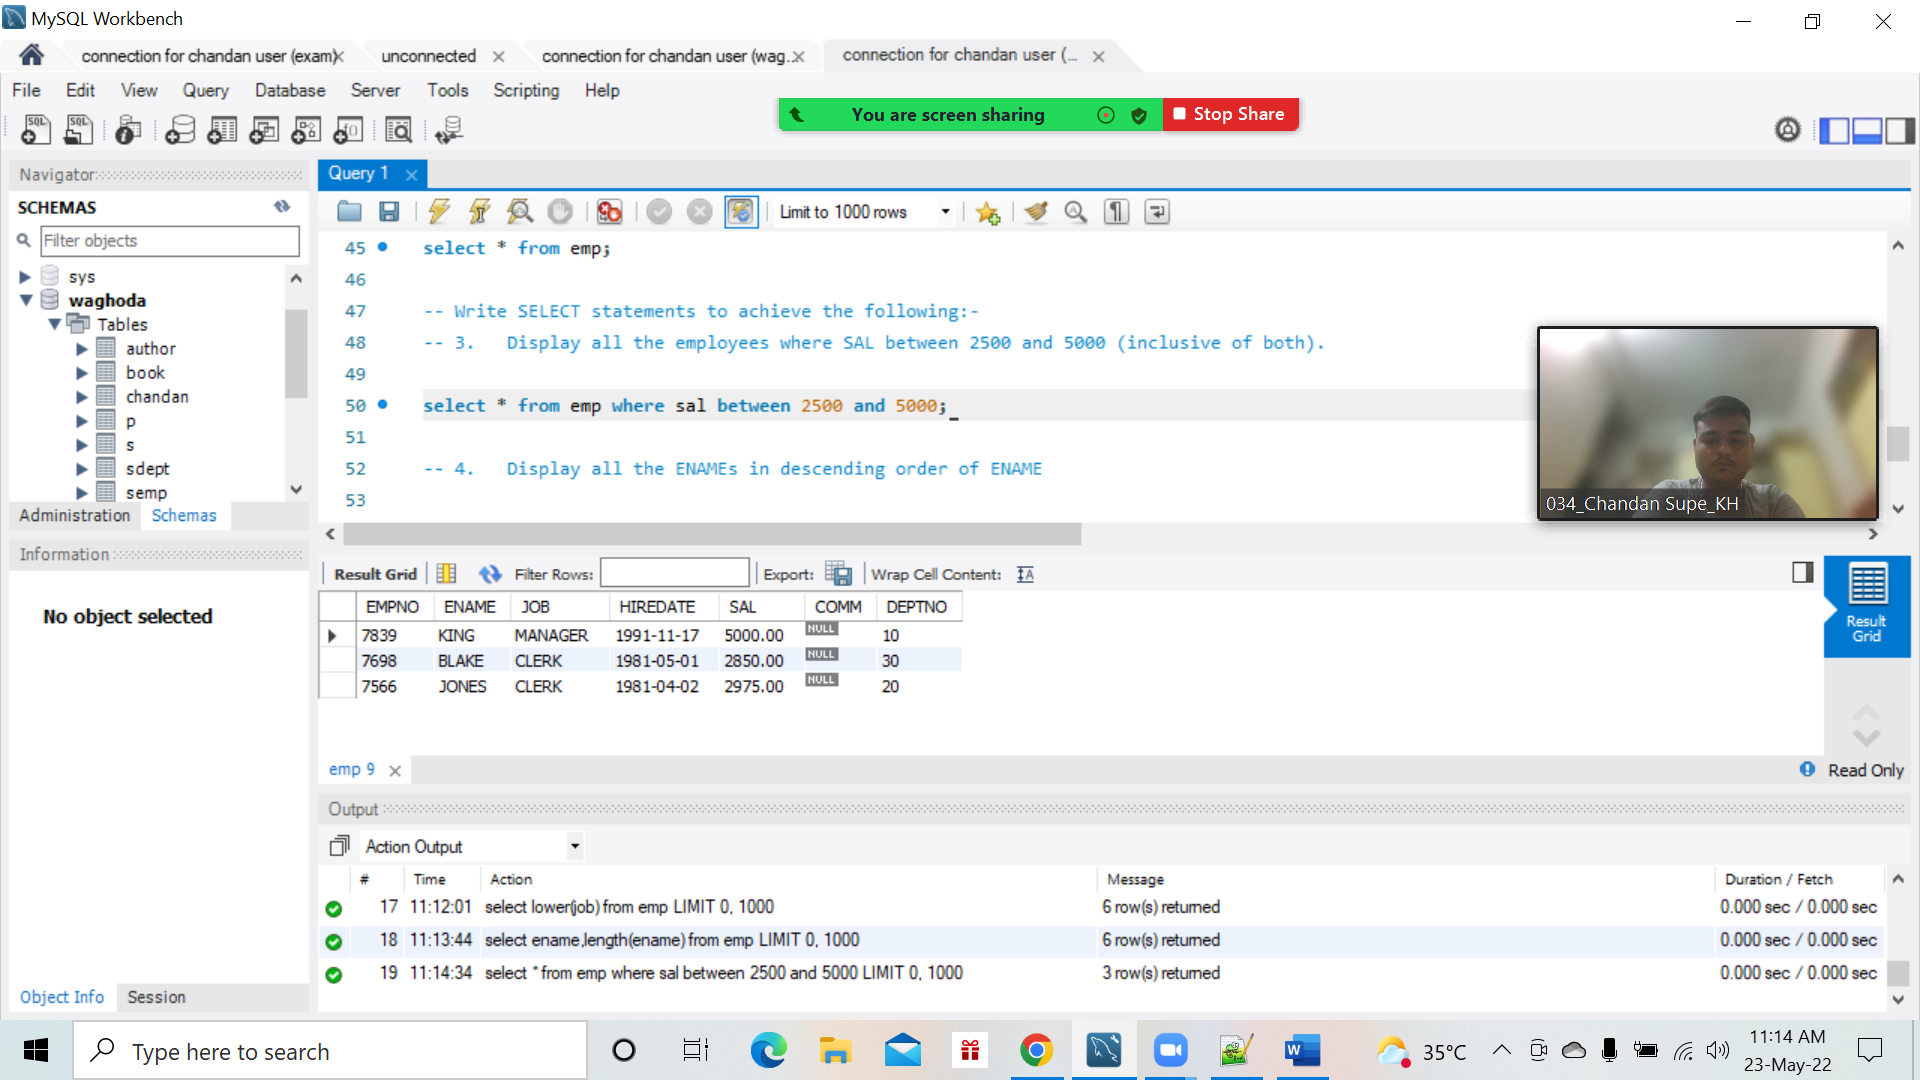 MySQL Workbench
connection for chandan user (exam)
unconnected
connection for chandan user (wag...
connection for chandan user (...
File Edit View Query Database Server Tools Scripting Help
You are screen sharing
Stop Share
Navigator
Query 1
SCHEMAS
Filter objects
Limit to 1000 rows
sys
waghoda
Tables
author
book
chandan
p
s
sdept
semp
Administration Schemas
45 select * from emp;
46
47 -- Write SELECT statements to achieve the following:-
48 -- 3. Display all the employees where SAL between 2500 and 5000 (inclusive of both).
49
50 select * from emp where sal between 2500 and 5000;
51
52 -- 4. Display all the ENAMEs in descending order of ENAME
53
034_Chandan Supe_KH
Information
No object selected
Object Info Session
Result Grid Filter Rows: Export: Wrap Cell Content:
EMPNO ENAME JOB HIREDATE SAL COMM DEPTNO
7839 KING MANAGER 1991-11-17 5000.00 NULL 10
7698 BLAKE CLERK 1981-05-01 2850.00 NULL 30
7566 JONES CLERK 1981-04-02 2975.00 NULL 20
Result
Grid
emp 9
Read Only
Output
Action Output
# Time Action Message Duration / Fetch
17 11:12:01 select lower(job) from emp LIMIT 0, 1000 6 row(s) returned 0.000 sec / 0.000 sec
18 11:13:44 select ename,length(ename) from emp LIMIT 0, 1000 6 row(s) returned 0.000 sec / 0.000 sec
19 11:14:34 select * from emp where sal between 2500 and 5000 LIMIT 0, 1000 3 row(s) returned 0.000 sec / 0.000 sec
Type here to search
35°C
11:14 AM
23-May-22